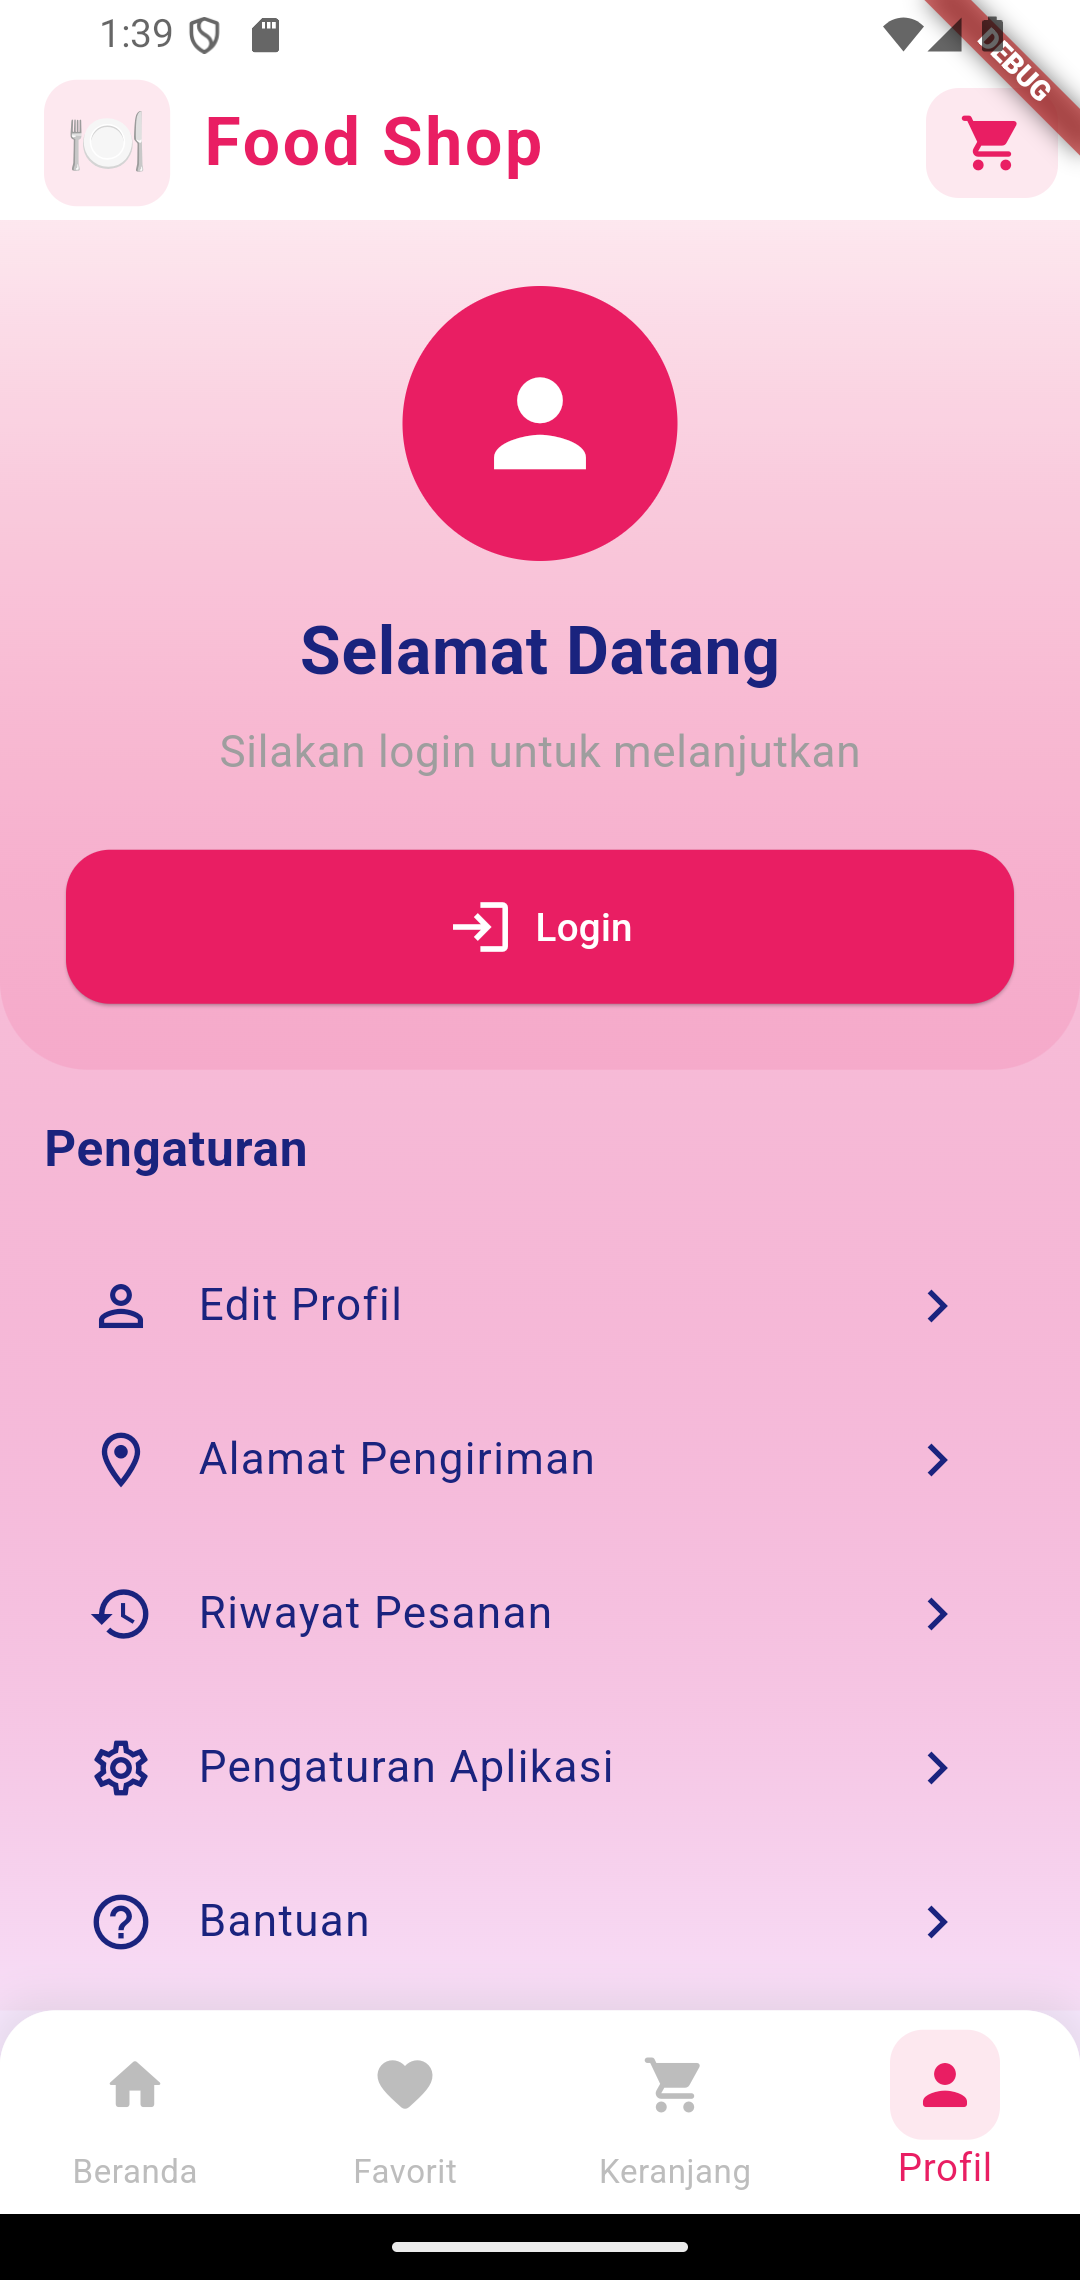 1:39
DEBUG
Food Shop
Selamat Datang
Silakan login untuk melanjutkan
Login
Pengaturan
Edit Profil
Alamat Pengiriman
Riwayat Pesanan
Pengaturan Aplikasi
Bantuan
Beranda
Favorit
Keranjang
Profil